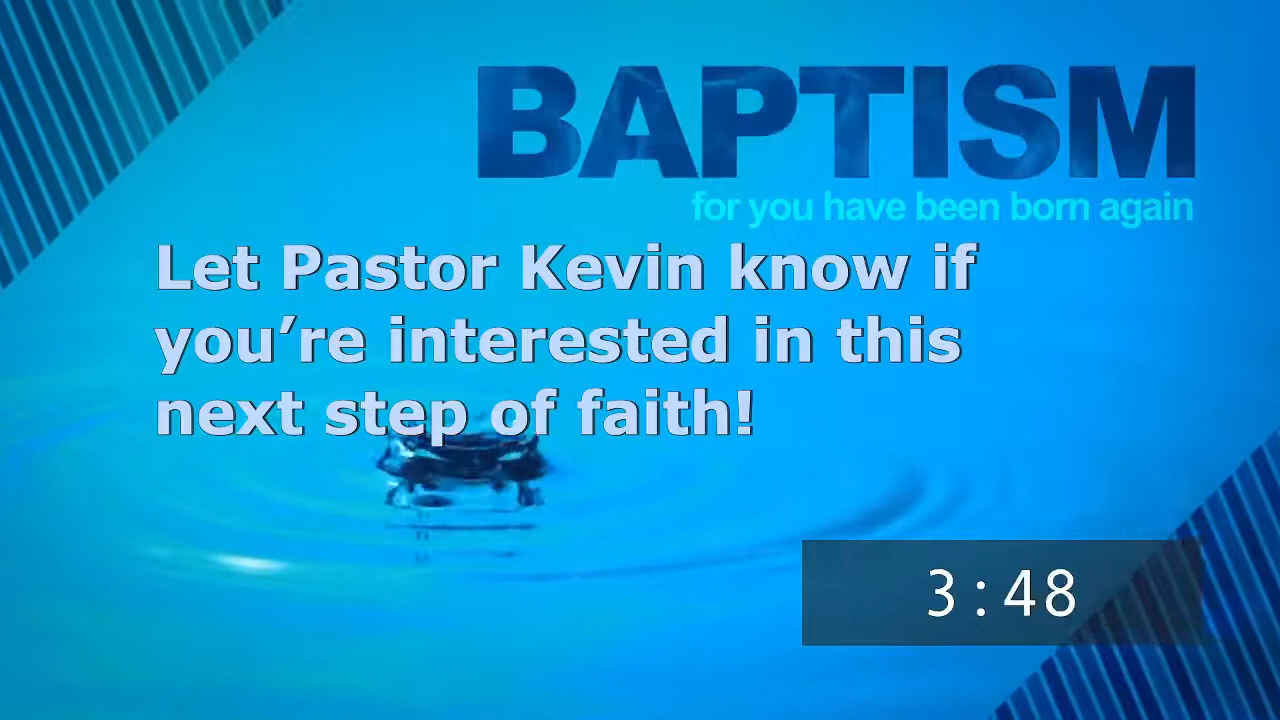 BAPTISM
for you have been born again
Let Pastor Kevin know if
you’re interested in this
next step of faith!
3:48